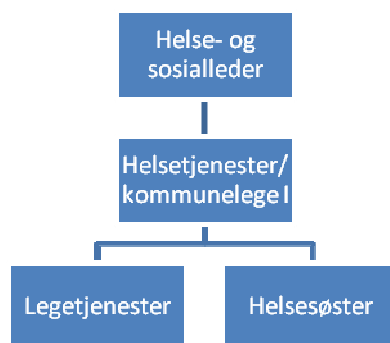 Helse- og
sosialleder
Helsetjenester/
kommunelege I
Legetjenester
Helsesøster